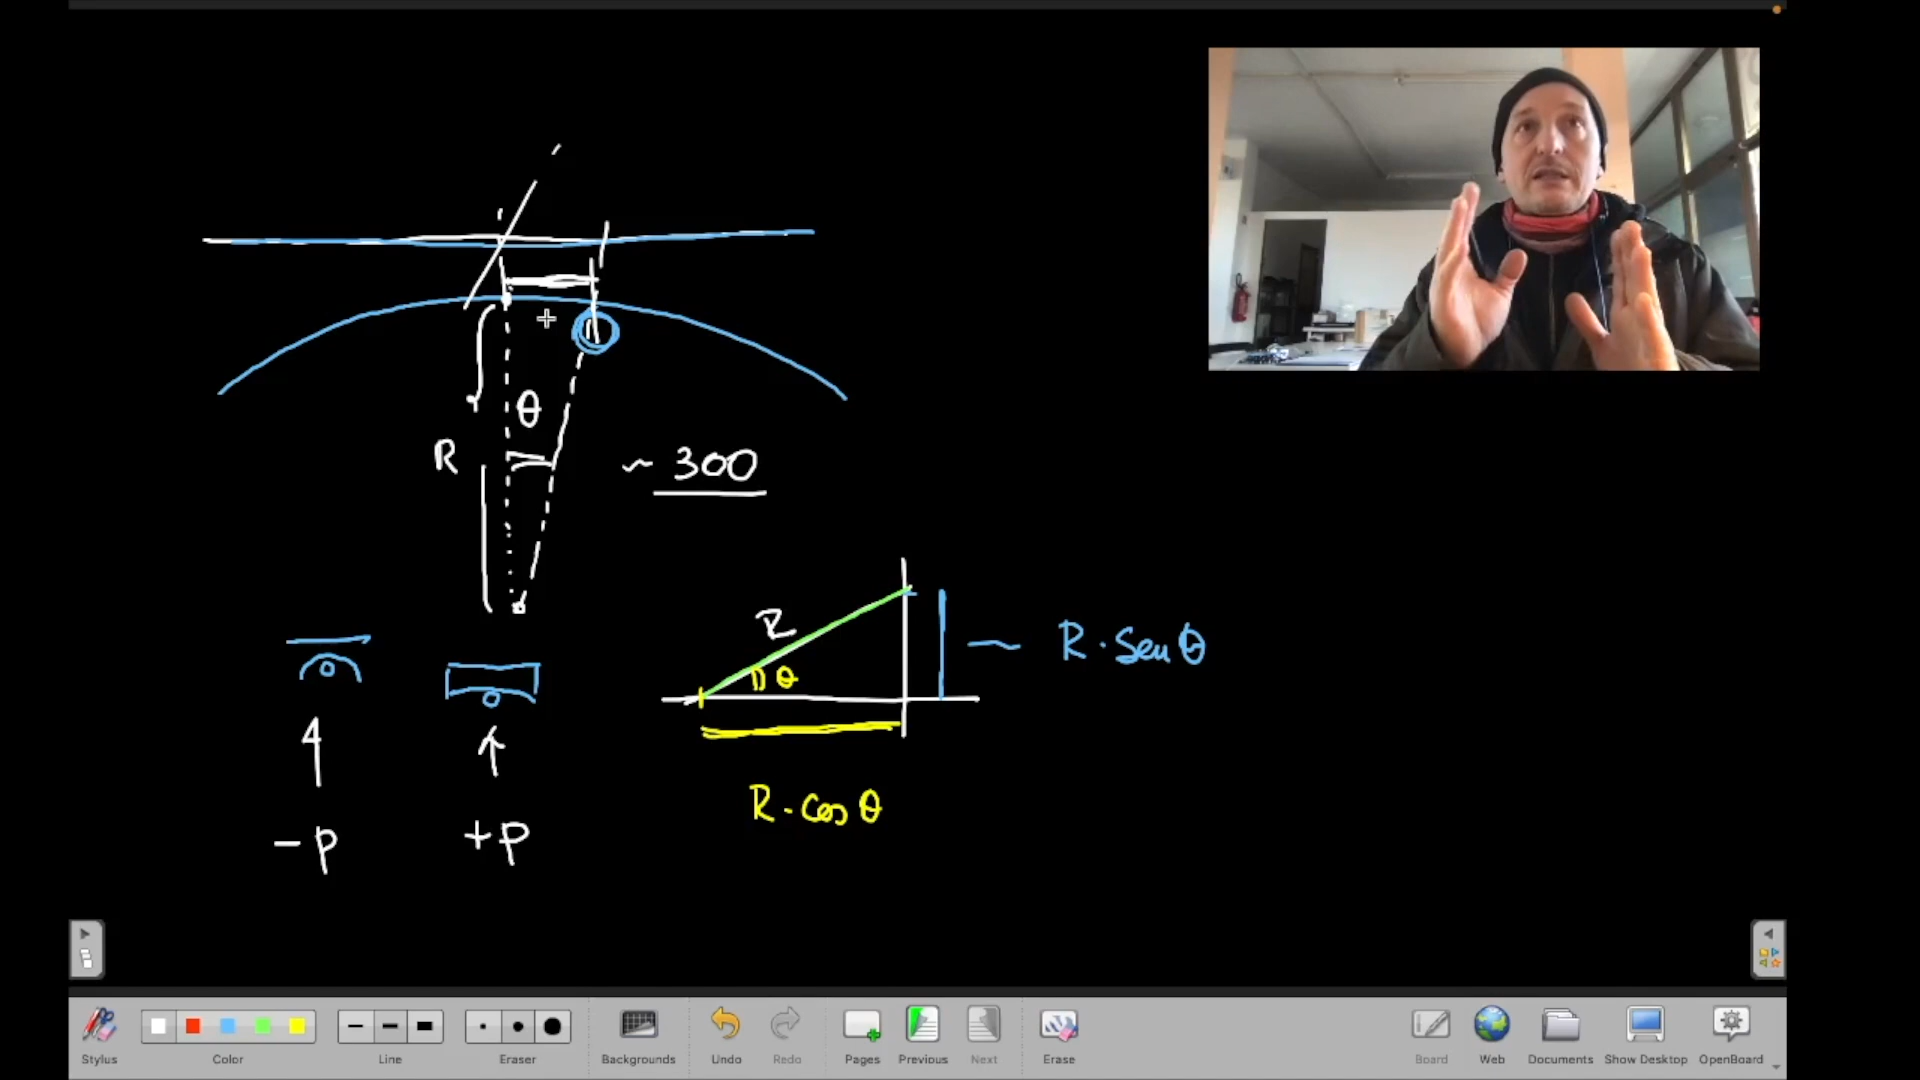 θ
R
~ 300
R
θ
~ R · Sen θ
R · Cos θ
- P
+ P
Stylus
Color
Line
Eraser
Backgrounds
Undo
Redo
Pages
Previous
Next
Erase
Board
Web
Documents
Show Desktop
OpenBoard